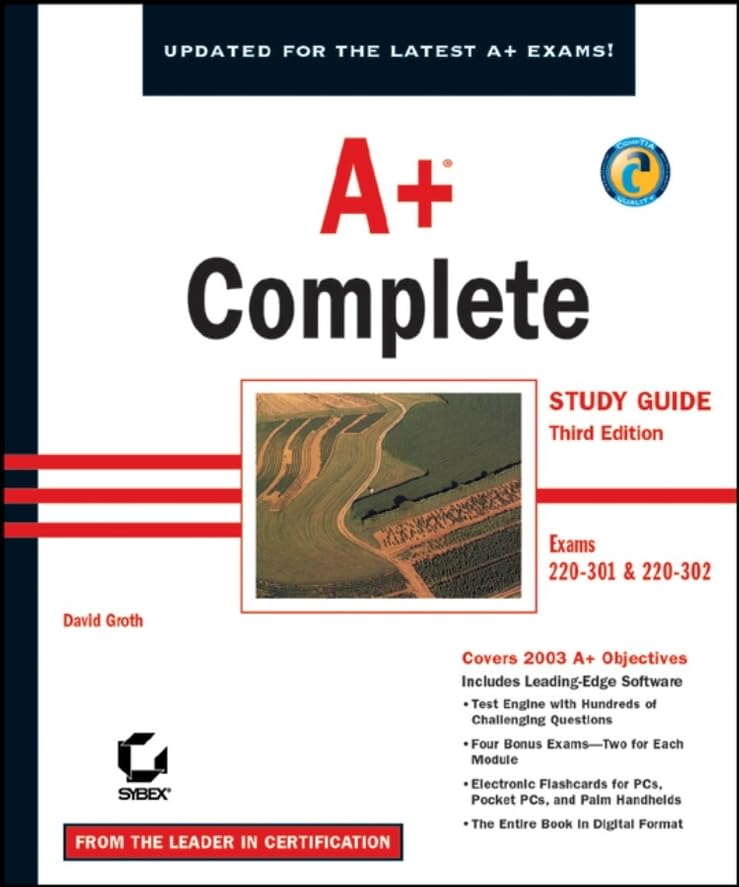 UPDATED FOR THE LATEST A+ EXAMS!
A+®
CompTIA
QUALITY
Complete
STUDY GUIDE
Third Edition
Exams
220-301 & 220-302
David Groth
Covers 2003 A+ Objectives
Includes Leading-Edge Software
• Test Engine with Hundreds of
Challenging Questions
• Four Bonus Exams—Two for Each
Module
• Electronic Flashcards for PCs,
Pocket PCs, and Palm Handhelds
• The Entire Book in Digital Format
SYBEX®
FROM THE LEADER IN CERTIFICATION